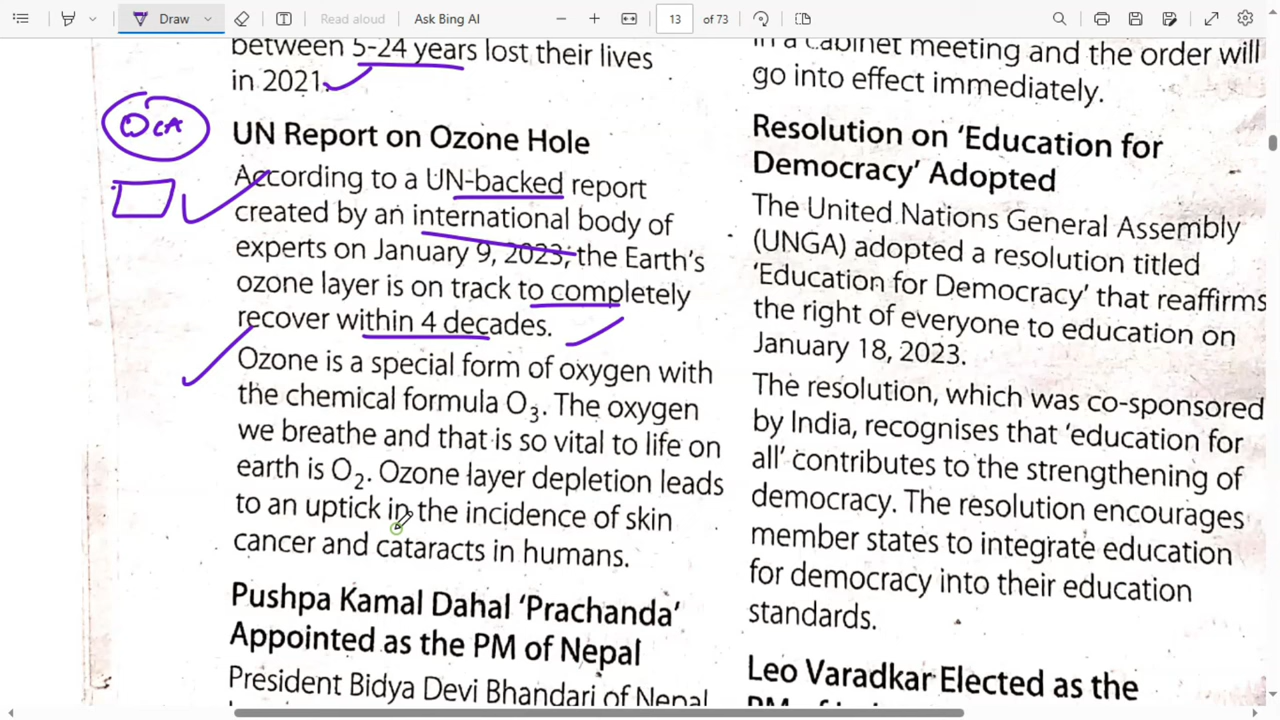 Draw
Read aloud
Ask Bing AI
13
of 73
between 5-24 years lost their lives
in 2021.
OCA
UN Report on Ozone Hole
According to a UN-backed report
created by an international body of
experts on January 9, 2023, the Earth's
ozone layer is on track to completely
recover within 4 decades.
Ozone is a special form of oxygen with
the chemical formula O₃. The oxygen
we breathe and that is so vital to life on
earth is O₂. Ozone layer depletion leads
to an uptick in the incidence of skin
cancer and cataracts in humans.
Pushpa Kamal Dahal 'Prachanda'
Appointed as the PM of Nepal
President Bidya Devi Bhandari of Nepal
in a cabinet meeting and the order will
go into effect immediately.
Resolution on 'Education for
Democracy' Adopted
The United Nations General Assembly
(UNGA) adopted a resolution titled
'Education for Democracy' that reaffirms
the right of everyone to education on
January 18, 2023.
The resolution, which was co-sponsored
by India, recognises that 'education for
all' contributes to the strengthening of
democracy. The resolution encourages
member states to integrate education
for democracy into their education
standards.
Leo Varadkar Elected as the